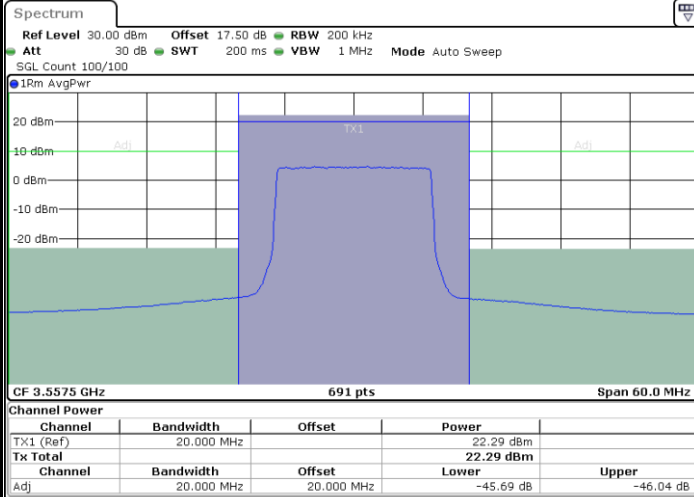 Spectrum
Ref Level 30.00 dBm Offset 17.50 dB RBW 200 kHz
Att 30 dB SWT 200 ms VBW 1 MHz Mode Auto Sweep
SGL Count 100/100
1Rm AvgPwr
20 dBm
TX1
Adj Adj
10 dBm
0 dBm
-10 dBm
-20 dBm
CF 3.5575 GHz 691 pts Span 60.0 MHz
Channel Power
Channel Bandwidth Offset Power
TX1 (Ref) 20.000 MHz 22.29 dBm
Tx Total 22.29 dBm
Channel Bandwidth Offset Lower Upper
Adj 20.000 MHz 20.000 MHz -45.69 dB -46.04 dB